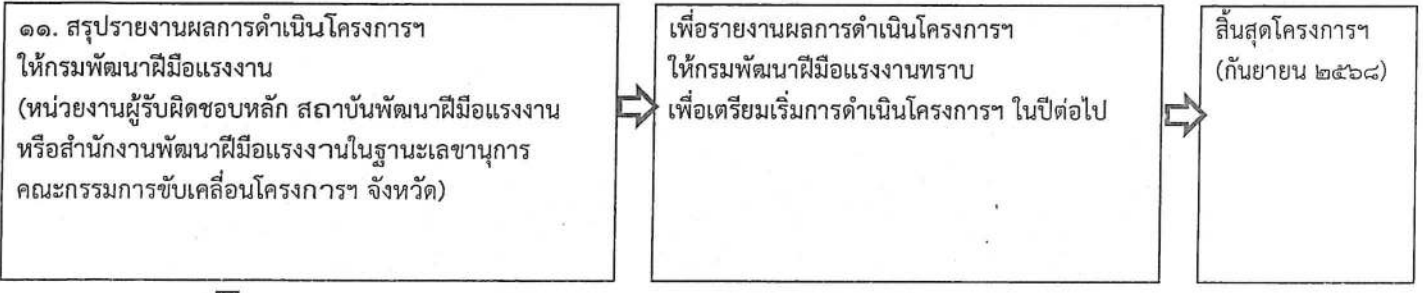 ๑๑. สรุปรายงานผลการดำเนินโครงการฯ
ให้กรมพัฒนาฝีมือแรงงาน
(หน่วยงานผู้รับผิดชอบหลัก สถาบันพัฒนาฝีมือแรงงาน
หรือสำนักงานพัฒนาฝีมือแรงงานในฐานะเลขานุการ
คณะกรรมการขับเคลื่อนโครงการฯ จังหวัด)
เพื่อรายงานผลการดำเนินโครงการฯ
ให้กรมพัฒนาฝีมือแรงงานทราบ
เพื่อเตรียมเริ่มการดำเนินโครงการฯ ในปีต่อไป
สิ้นสุดโครงการฯ
(กันยายน ๒๕๖๘)